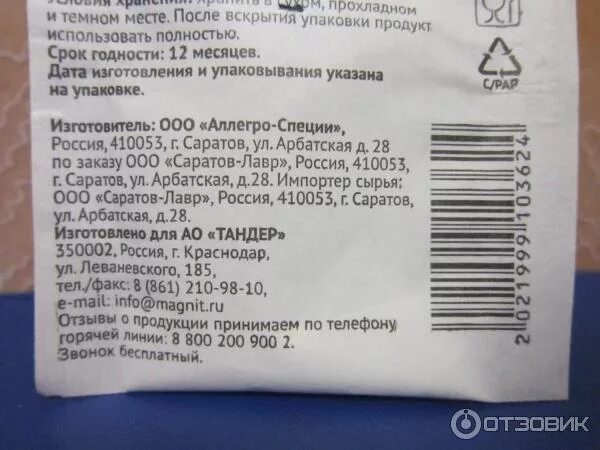 Условия хранения: хранить в сухом, прохладном
и темном месте. После вскрытия упаковки продукт
использовать полностью.
Срок годности: 12 месяцев.
Дата изготовления и упаковывания указана
на упаковке.
C/PAP
Изготовитель: ООО «Аллегро-Специи»,
Россия, 410053, г. Саратов, ул. Арбатская д. 28
по заказу ООО «Саратов-Лавр», Россия, 410053,
г. Саратов, ул. Арбатская, д.28. Импортер сырья;
ООО «Саратов-Лавр», Россия, 410053, г. Саратов,
ул. Арбатская, д.28.
Изготовлено для АО «ТАНДЕР»
350002, Россия, г. Краснодар,
ул. Леваневского, 185,
тел./факс: 8 (861) 210-98-10,
e-mail: info@magnit.ru
Отзывы о продукции принимаем по телефону
горячей линии: 8 800 200 900 2.
Звонок бесплатный.
2 021999 103624
ОТЗОВИК